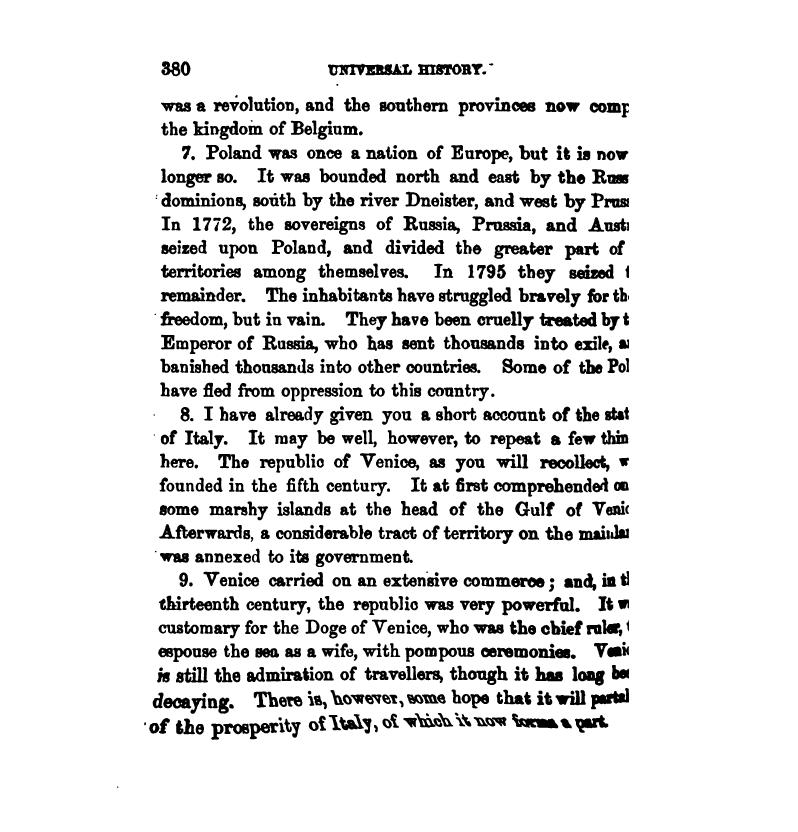 380 UNIVERSAL HISTORY.
was a revolution, and the southern provinces now comp
the kingdom of Belgium.
7. Poland was once a nation of Europe, but it is now
longer so. It was bounded north and east by the Russ
dominions, south by the river Dneister, and west by Prus
In 1772, the sovereigns of Russia, Prussia, and Aust
seized upon Poland, and divided the greater part of
territories among themselves. In 1795 they seized t
remainder. The inhabitants have struggled bravely for th
freedom, but in vain. They have been cruelly treated by t
Emperor of Russia, who has sent thousands into exile, a
banished thousands into other countries. Some of the Pol
have fled from oppression to this country.
8. I have already given you a short account of the stat
of Italy. It may be well, however, to repeat a few thin
here. The republic of Venice, as you will recollect, w
founded in the fifth century. It at first comprehended on
some marshy islands at the head of the Gulf of Venic
Afterwards, a considerable tract of territory on the mainla
was annexed to its government.
9. Venice carried on an extensive commerce; and, in t
thirteenth century, the republic was very powerful. It w
customary for the Doge of Venice, who was the chief ruler, t
espouse the sea as a wife, with pompous ceremonies. Venic
is still the admiration of travellers, though it has long bee
decaying. There is, however, some hope that it will partak
of the prosperity of Italy, of which it now forms a part